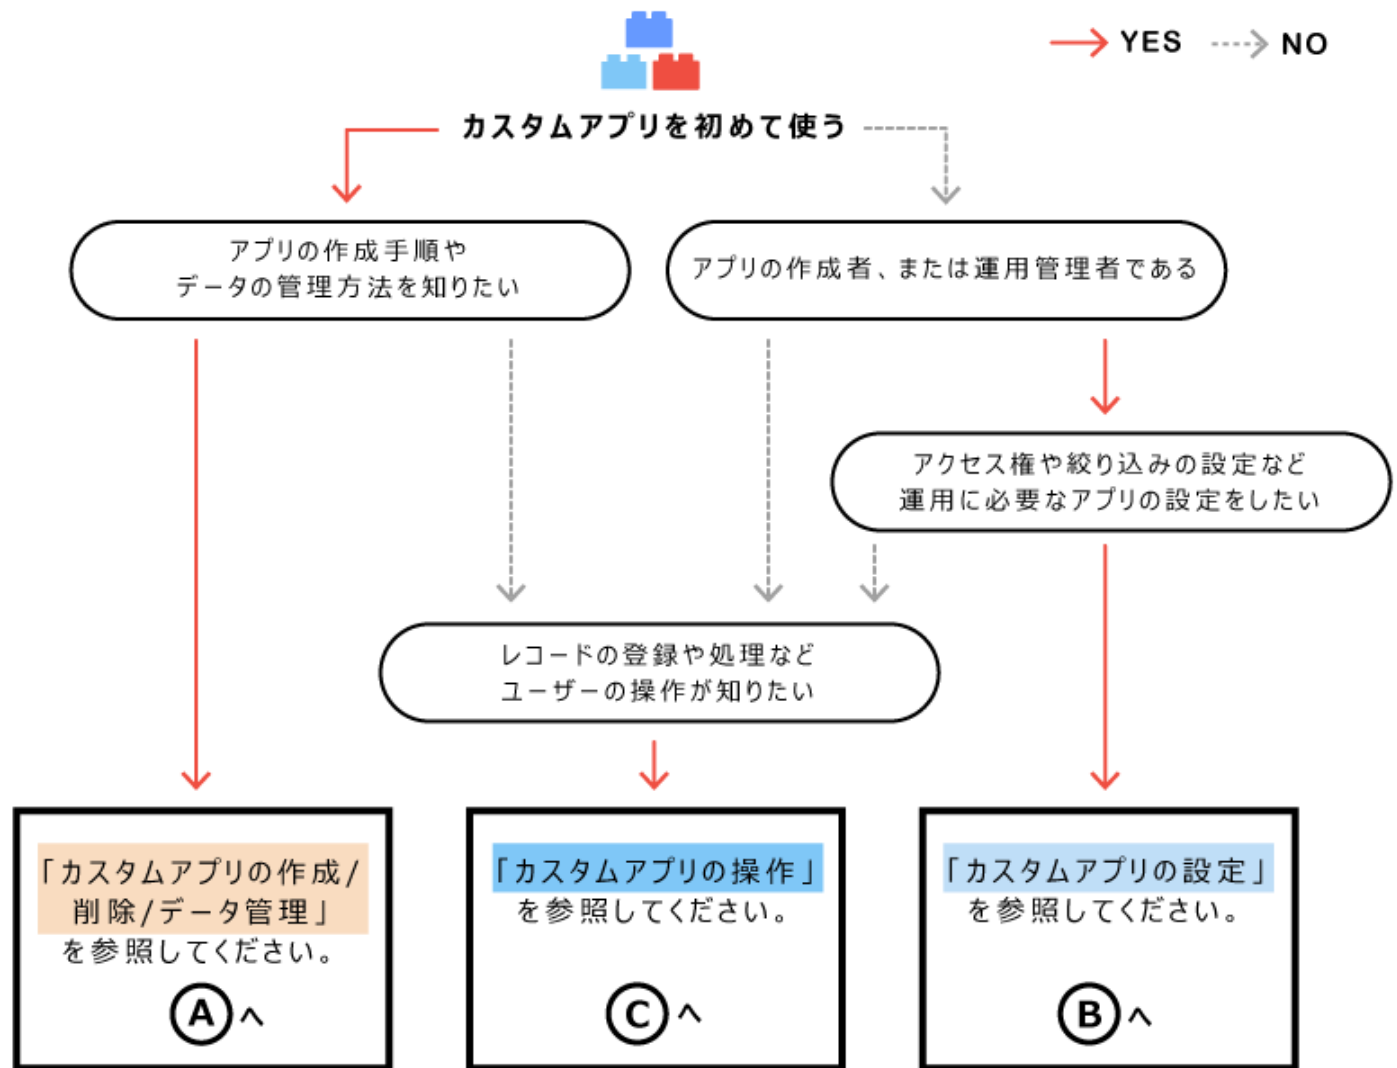 YES
NO
カスタムアプリを初めて使う
アプリの作成手順や
データの管理方法を知りたい
アプリの作成者、または運用管理者である
アクセス権や絞り込みの設定など
運用に必要なアプリの設定をしたい
レコードの登録や処理など
ユーザーの操作が知りたい
「カスタムアプリの作成/
削除/データ管理」
を参照してください。
Aへ
「カスタムアプリの操作」
を参照してください。
Cへ
「カスタムアプリの設定」
を参照してください。
Bへ